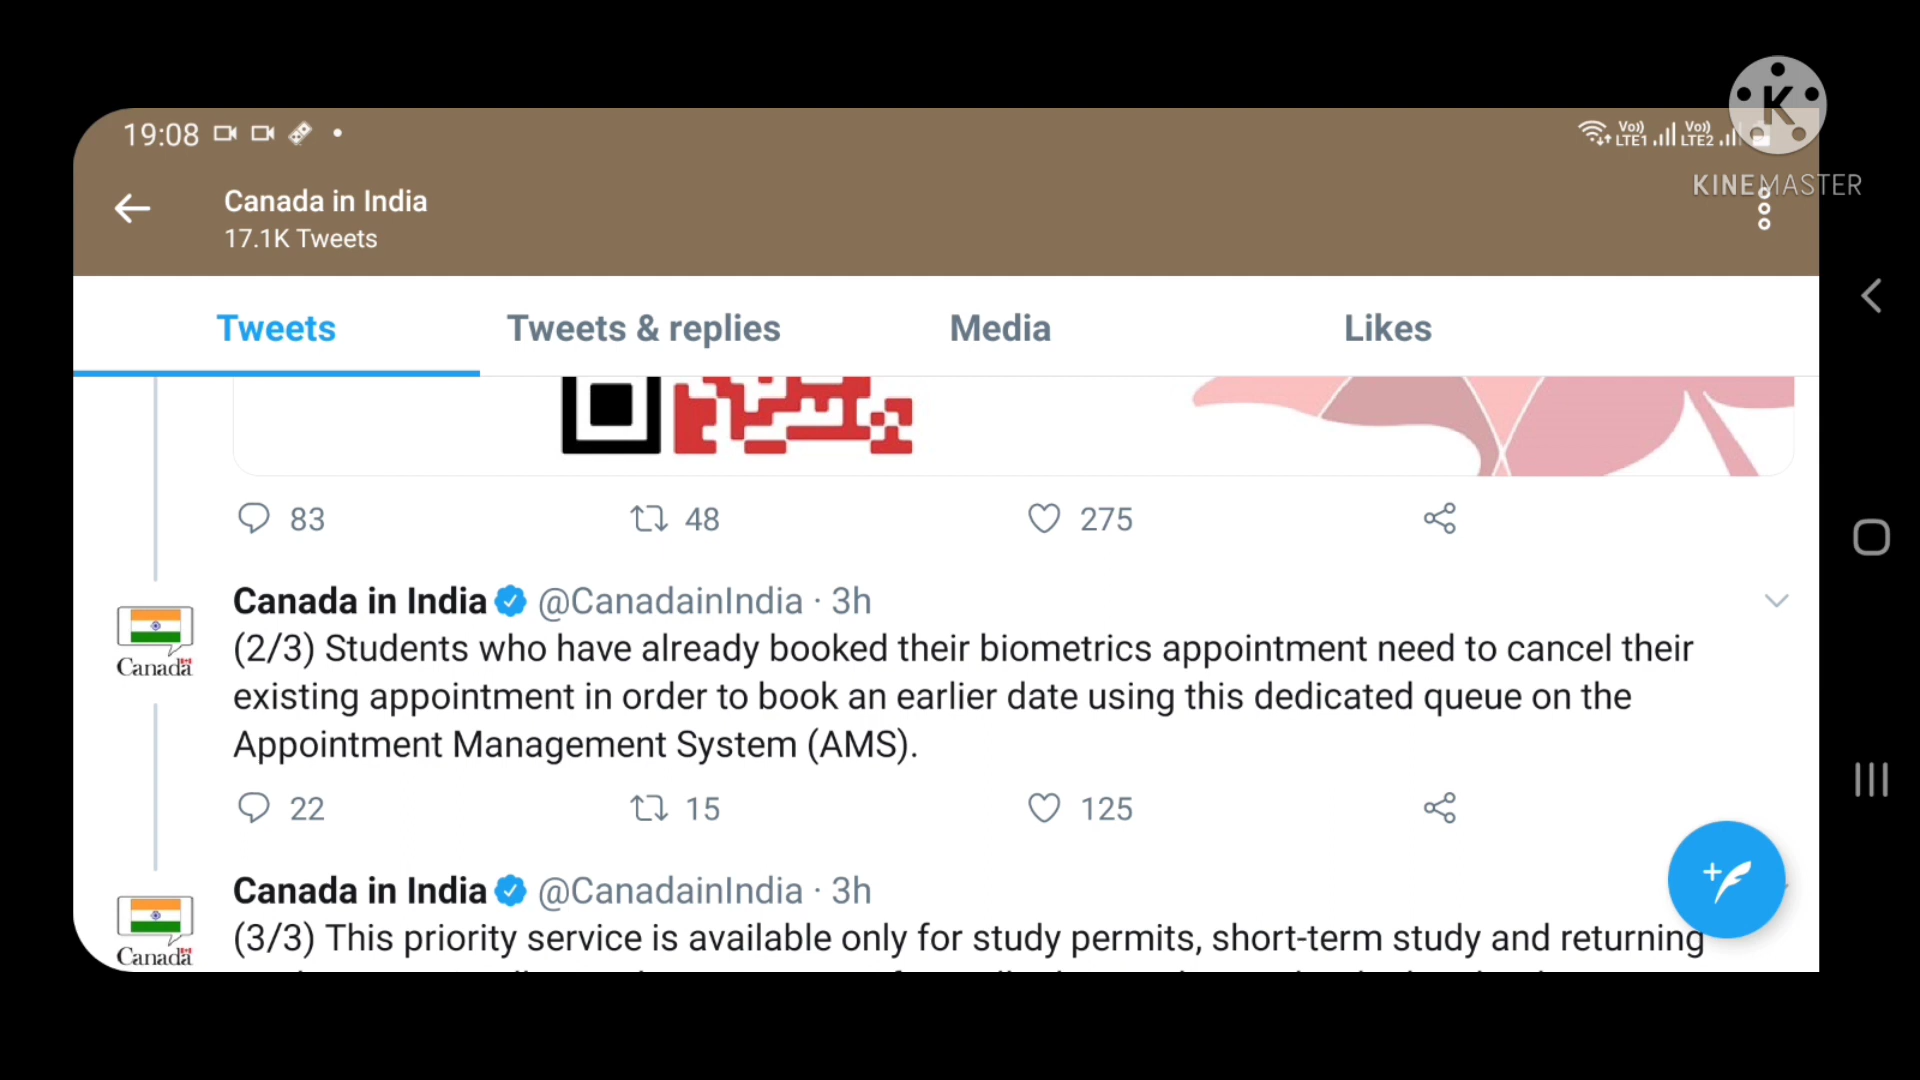 19:08
Vo)) LTE1 Vo)) LTE2
K
KINEMASTER
Canada in India
17.1K Tweets
Tweets Tweets & replies Media Likes
83 48 275
Canada in India @CanadainIndia · 3h
(2/3) Students who have already booked their biometrics appointment need to cancel their
existing appointment in order to book an earlier date using this dedicated queue on the
Appointment Management System (AMS).
Canada
22 15 125
Canada in India @CanadainIndia · 3h
(3/3) This priority service is available only for study permits, short-term study and returning
Canada